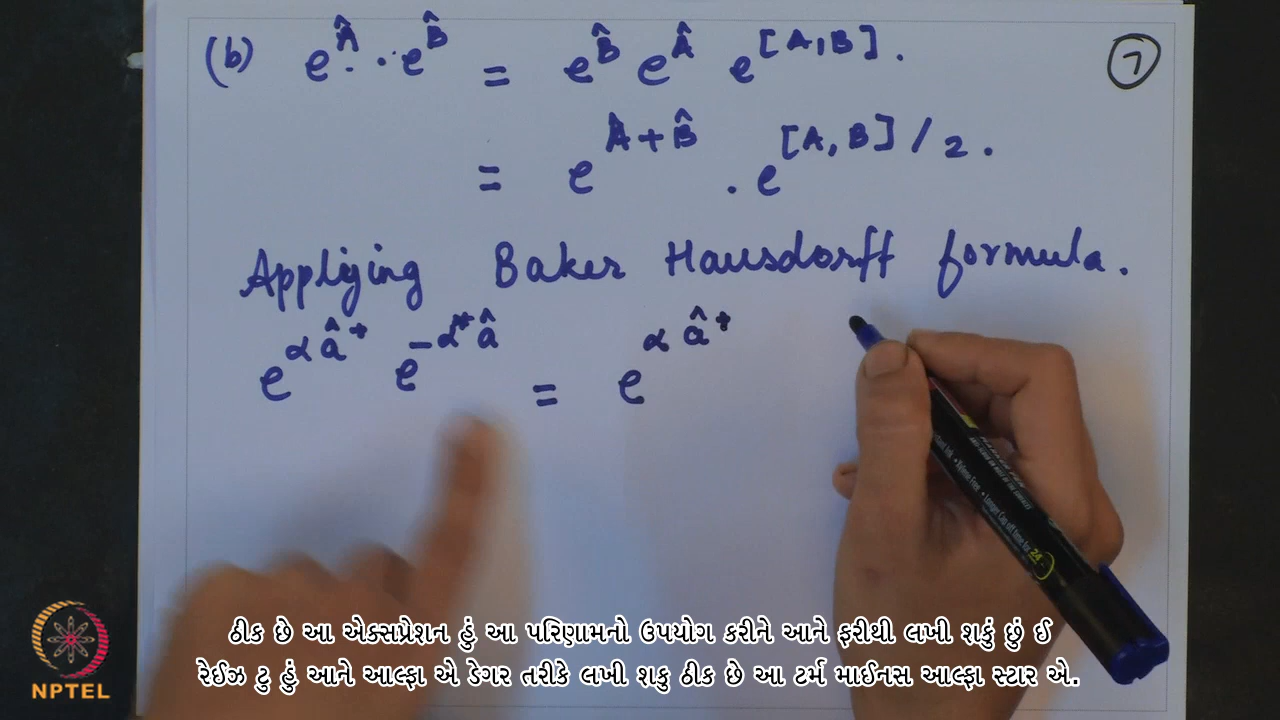 (b) e^Â · e^B̂ = e^B̂ e^Â e^[A,B] .
7
= e^Â+B̂ . e^[A, B] / 2 .
Appliying Baker Hausdorff formula.
e^αâ† e^-α*â = e^αâ†
ઠીક છે આ એક્સપ્રેશન હું આ પરિણામનો ઉપયોગ કરીને આને ફરીથી લખી શકું છું ઈ
રેઈઝ ટુ હું આને આલ્ફા એ ડેગર તરીકે લખી શકુ ઠીક છે આ ટર્મ માઈનસ આલ્ફા સ્ટાર એ.
NPTEL